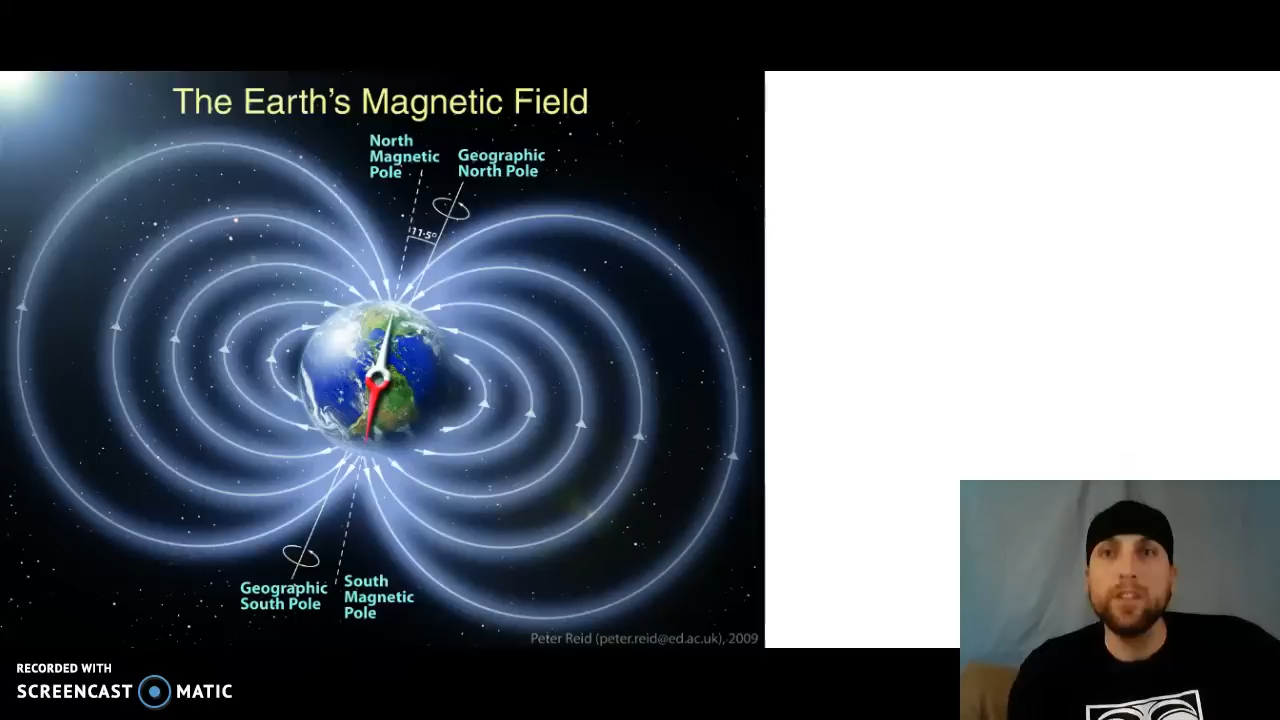 The Earth's Magnetic Field
North
Magnetic
Pole
Geographic
North Pole
11·5°
Geographic
South Pole
South
Magnetic
Pole
Peter Reid (peter.reid@ed.ac.uk), 2009
RECORDED WITH
SCREENCAST MATIC